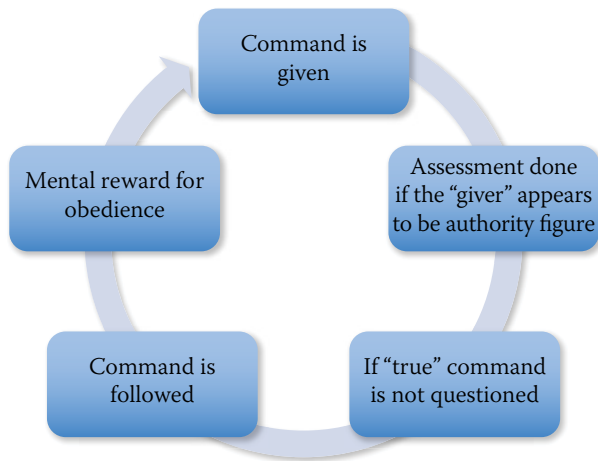 Command is
given
Assessment done
if the “giver” appears
to be authority figure
If “true” command
is not questioned
Command is
followed
Mental reward for
obedience